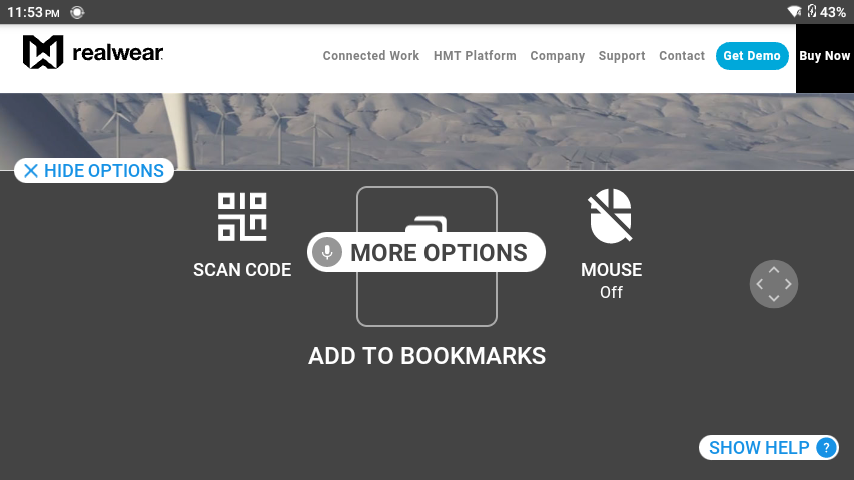 11:53 PM
43%
realwear
Connected Work HMT Platform Company Support Contact Get Demo Buy Now
HIDE OPTIONS
MORE OPTIONS
SCAN CODE
MOUSE
Off
ADD TO BOOKMARKS
SHOW HELP ?